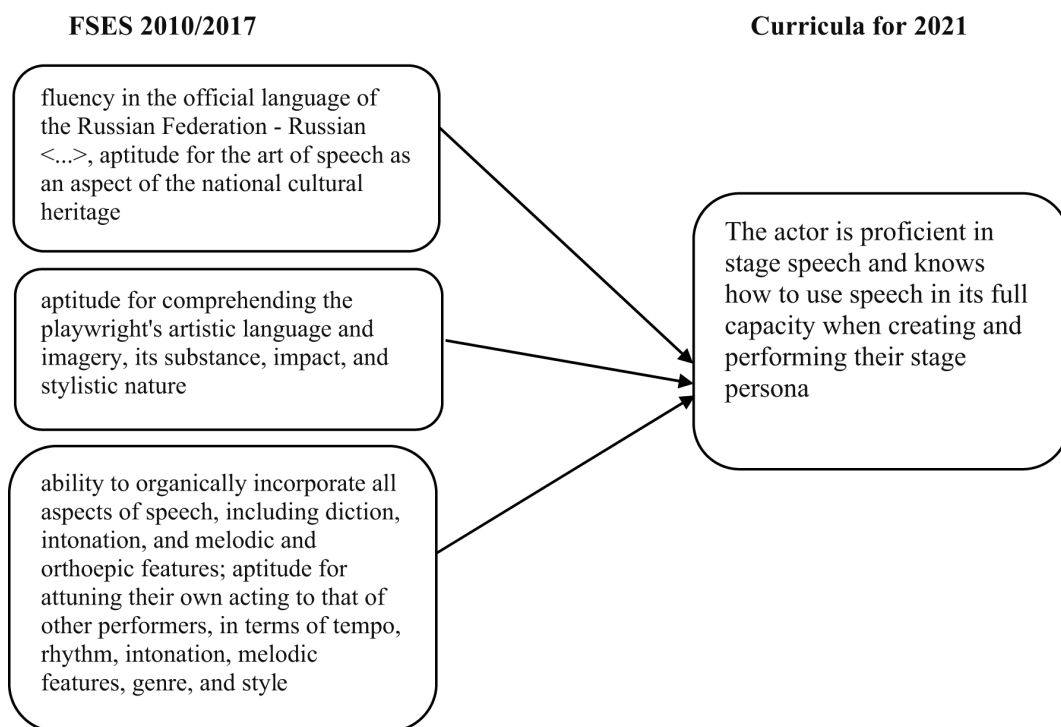 FSES 2010/2017
Curricula for 2021
fluency in the official language of
the Russian Federation - Russian
<...>, aptitude for the art of speech as
an aspect of the national cultural
heritage
aptitude for comprehending the
playwright's artistic language and
imagery, its substance, impact, and
stylistic nature
ability to organically incorporate all
aspects of speech, including diction,
intonation, and melodic and
orthoepic features; aptitude for
attuning their own acting to that of
other performers, in terms of tempo,
rhythm, intonation, melodic
features, genre, and style
The actor is proficient in
stage speech and knows
how to use speech in its full
capacity when creating and
performing their stage
persona